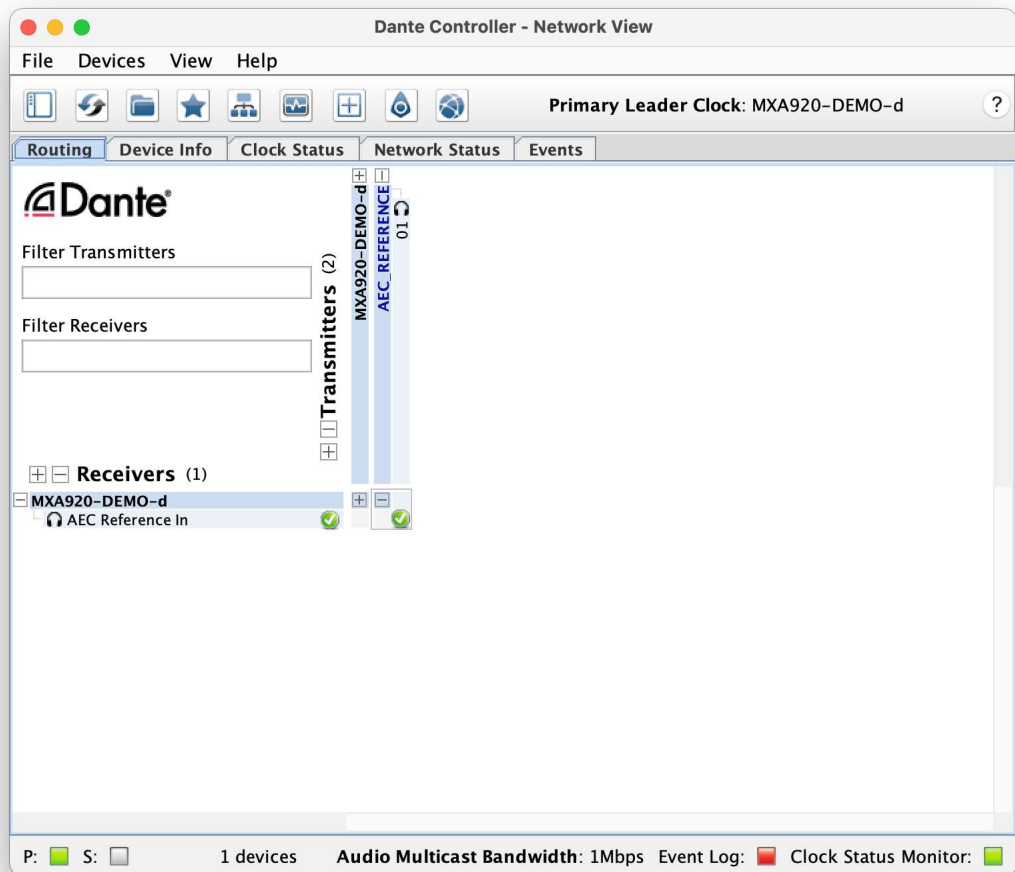 Dante Controller - Network View
File Devices View Help
Primary Leader Clock: MXA920-DEMO-d
?
Routing Device Info Clock Status Network Status Events
Dante®
Filter Transmitters
Filter Receivers
Transmitters (2)
MXA920-DEMO-d
AEC_REFERENCE
01
Receivers (1)
MXA920-DEMO-d
AEC Reference In
P: S: 1 devices Audio Multicast Bandwidth: 1Mbps Event Log: Clock Status Monitor: